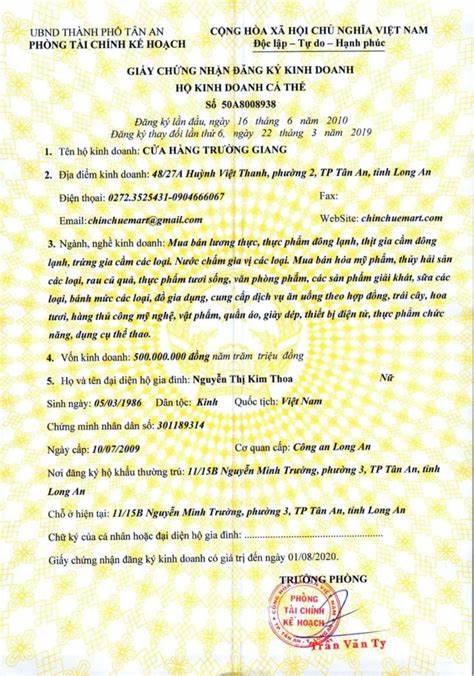 UBND THÀNH PHỐ TÂN AN
PHÒNG TÀI CHÍNH KẾ HOẠCH
CỘNG HÒA XÃ HỘI CHỦ NGHĨA VIỆT NAM
Độc lập – Tự do – Hạnh phúc
GIẤY CHỨNG NHẬN ĐĂNG KÝ KINH DOANH
HỘ KINH DOANH CÁ THỂ
Số 50A8008938
Đăng ký lần đầu, ngày 16 tháng 6 năm 2010
Đăng ký thay đổi lần thứ 6, ngày 22 tháng 3 năm 2019
1. Tên hộ kinh doanh: CỬA HÀNG TRƯỜNG GIANG
2. Địa điểm kinh doanh: 48/27A Huỳnh Việt Thanh, phường 2, TP Tân An, tỉnh Long An
Điện thoại: 0272.3525431-0904666067 Fax:
Email:chinchuemart@gmail.com WebSite: chinchuemart.com
3. Ngành, nghề kinh doanh: Mua bán lương thực, thực phẩm đông lạnh, thịt gia cầm đông
lạnh, trứng gia cầm các loại. Nước chấm gia vị các loại. Mua bán hóa mỹ phẩm, thủy hải sản
các loại, rau củ quả, thực phẩm tươi sống, văn phòng phẩm, các sản phẩm giải khát, sữa các
loại, bánh mức các loại, đồ gia dụng, cung cấp dịch vụ ăn uống theo hợp đồng, trái cây, hoa
tươi, hàng thủ công mỹ nghệ, vật phẩm, quần áo, giày dép, thiết bị điện tử, thực phẩm chức
năng, dụng cụ thể thao.
4. Vốn kinh doanh: 500.000.000 đồng năm trăm triệu đồng
5. Họ và tên đại diện hộ gia đình: Nguyễn Thị Kim Thoa Nữ
Sinh ngày: 05/03/1986 Dân tộc: Kinh Quốc tịch: Việt Nam
Chứng minh nhân dân số: 301189314
Ngày cấp: 10/07/2009 Cơ quan cấp: Công an Long An
Nơi đăng ký hộ khẩu thường trú: 11/15B Nguyễn Minh Trường, phường 3, TP Tân An, tỉnh
Long An
Chỗ ở hiện tại: 11/15B Nguyễn Minh Trường, phường 3, TP Tân An, tỉnh Long An
Chữ ký của cá nhân hoặc đại diện hộ gia đình: ................................
Giấy chứng nhận đăng ký kinh doanh có giá trị đến ngày 01/08/2020.
TRƯỞNG PHÒNG
PHÒNG
TÀI CHÍNH
KẾ HOẠCH
Trần Văn Ty